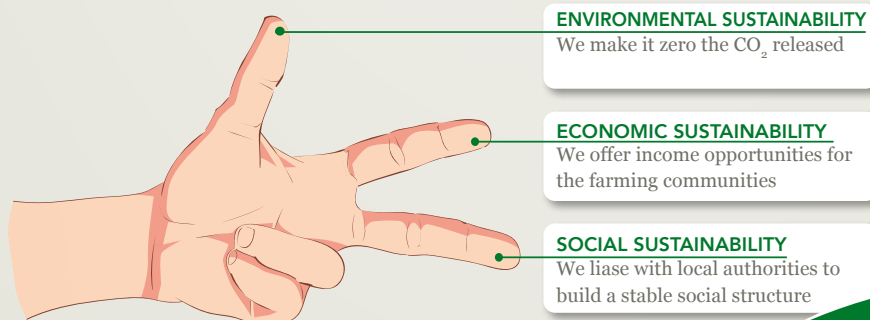 ENVIRONMENTAL SUSTAINABILITY
We make it zero the CO₂ released
ECONOMIC SUSTAINABILITY
We offer income opportunities for
the farming communities
SOCIAL SUSTAINABILITY
We liase with local authorities to
build a stable social structure